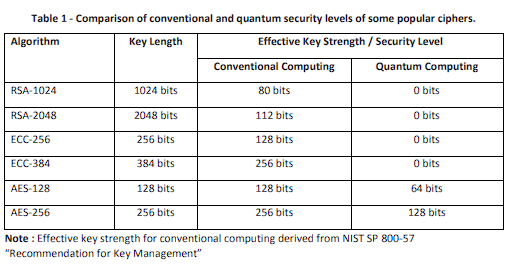 Table 1 - Comparison of conventional and quantum security levels of some popular ciphers.
Algorithm Key Length Effective Key Strength / Security Level
Conventional Computing Quantum Computing
RSA-1024 1024 bits 80 bits 0 bits
RSA-2048 2048 bits 112 bits 0 bits
ECC-256 256 bits 128 bits 0 bits
ECC-384 384 bits 256 bits 0 bits
AES-128 128 bits 128 bits 64 bits
AES-256 256 bits 256 bits 128 bits
Note : Effective key strength for conventional computing derived from NIST SP 800-57
“Recommendation for Key Management”